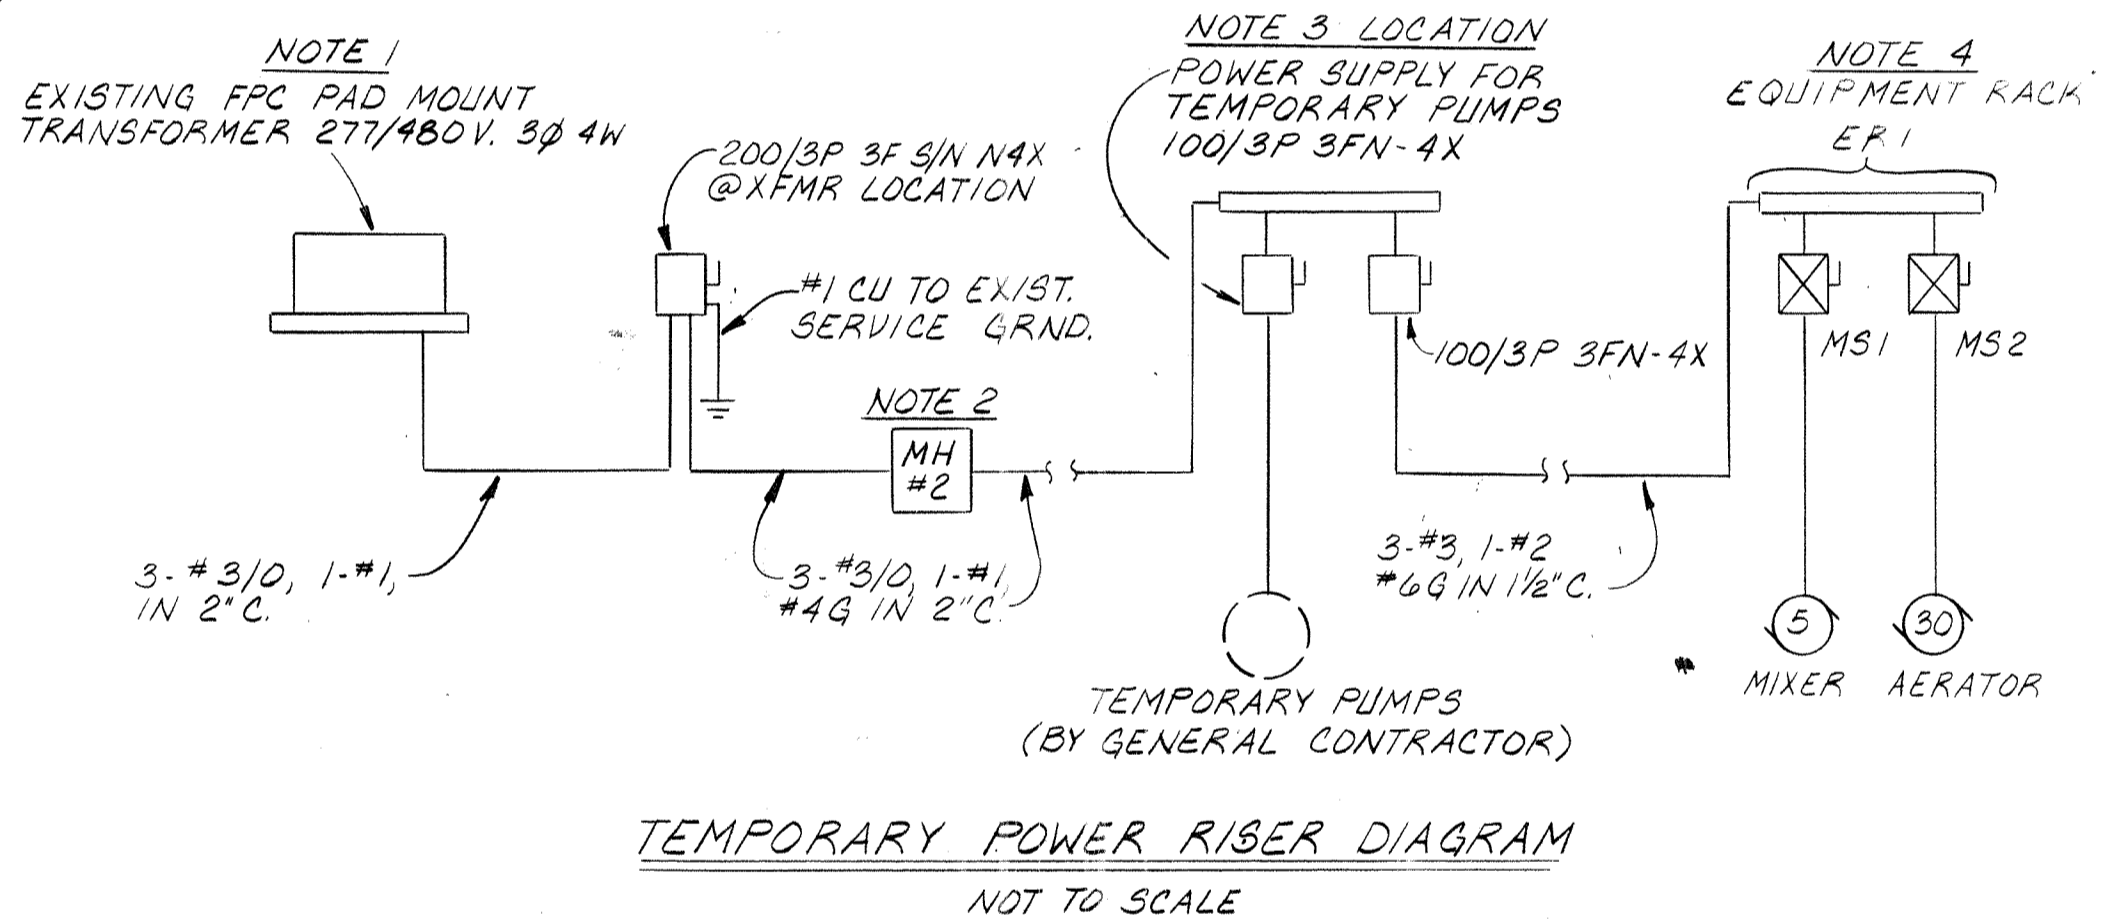 NOTE 1
EXISTING FPC PAD MOUNT
TRANSFORMER 277/480V. 3Ø 4W
200/3P 3F S/N N4X
@XFMR LOCATION
#1 CU TO EXIST.
SERVICE GRND.
NOTE 3 LOCATION
POWER SUPPLY FOR
TEMPORARY PUMPS
100/3P 3FN-4X
NOTE 4
EQUIPMENT RACK
ER 1
100/3P 3FN-4X
MS1
MS2
NOTE 2
MH
#2
3-#3/0, 1-#1,
IN 2" C.
3-#3/0, 1-#1,
#4G IN 2" C.
3-#3, 1-#2
#6G IN 1½" C.
5
30
MIXER
AERATOR
TEMPORARY PUMPS
(BY GENERAL CONTRACTOR)
TEMPORARY POWER RISER DIAGRAM
NOT TO SCALE